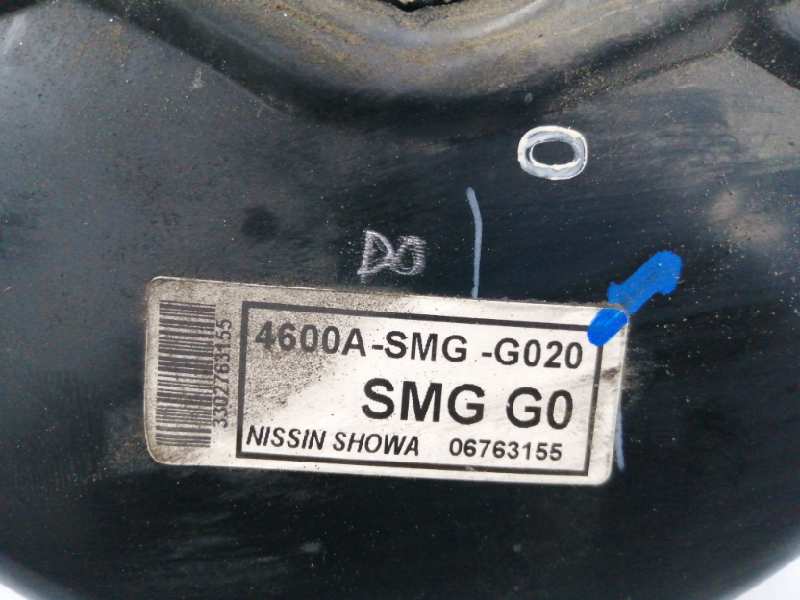 O
DO
4600A-SMG -G020
SMG G0
NISSIN SHOWA 06763155
3302763155